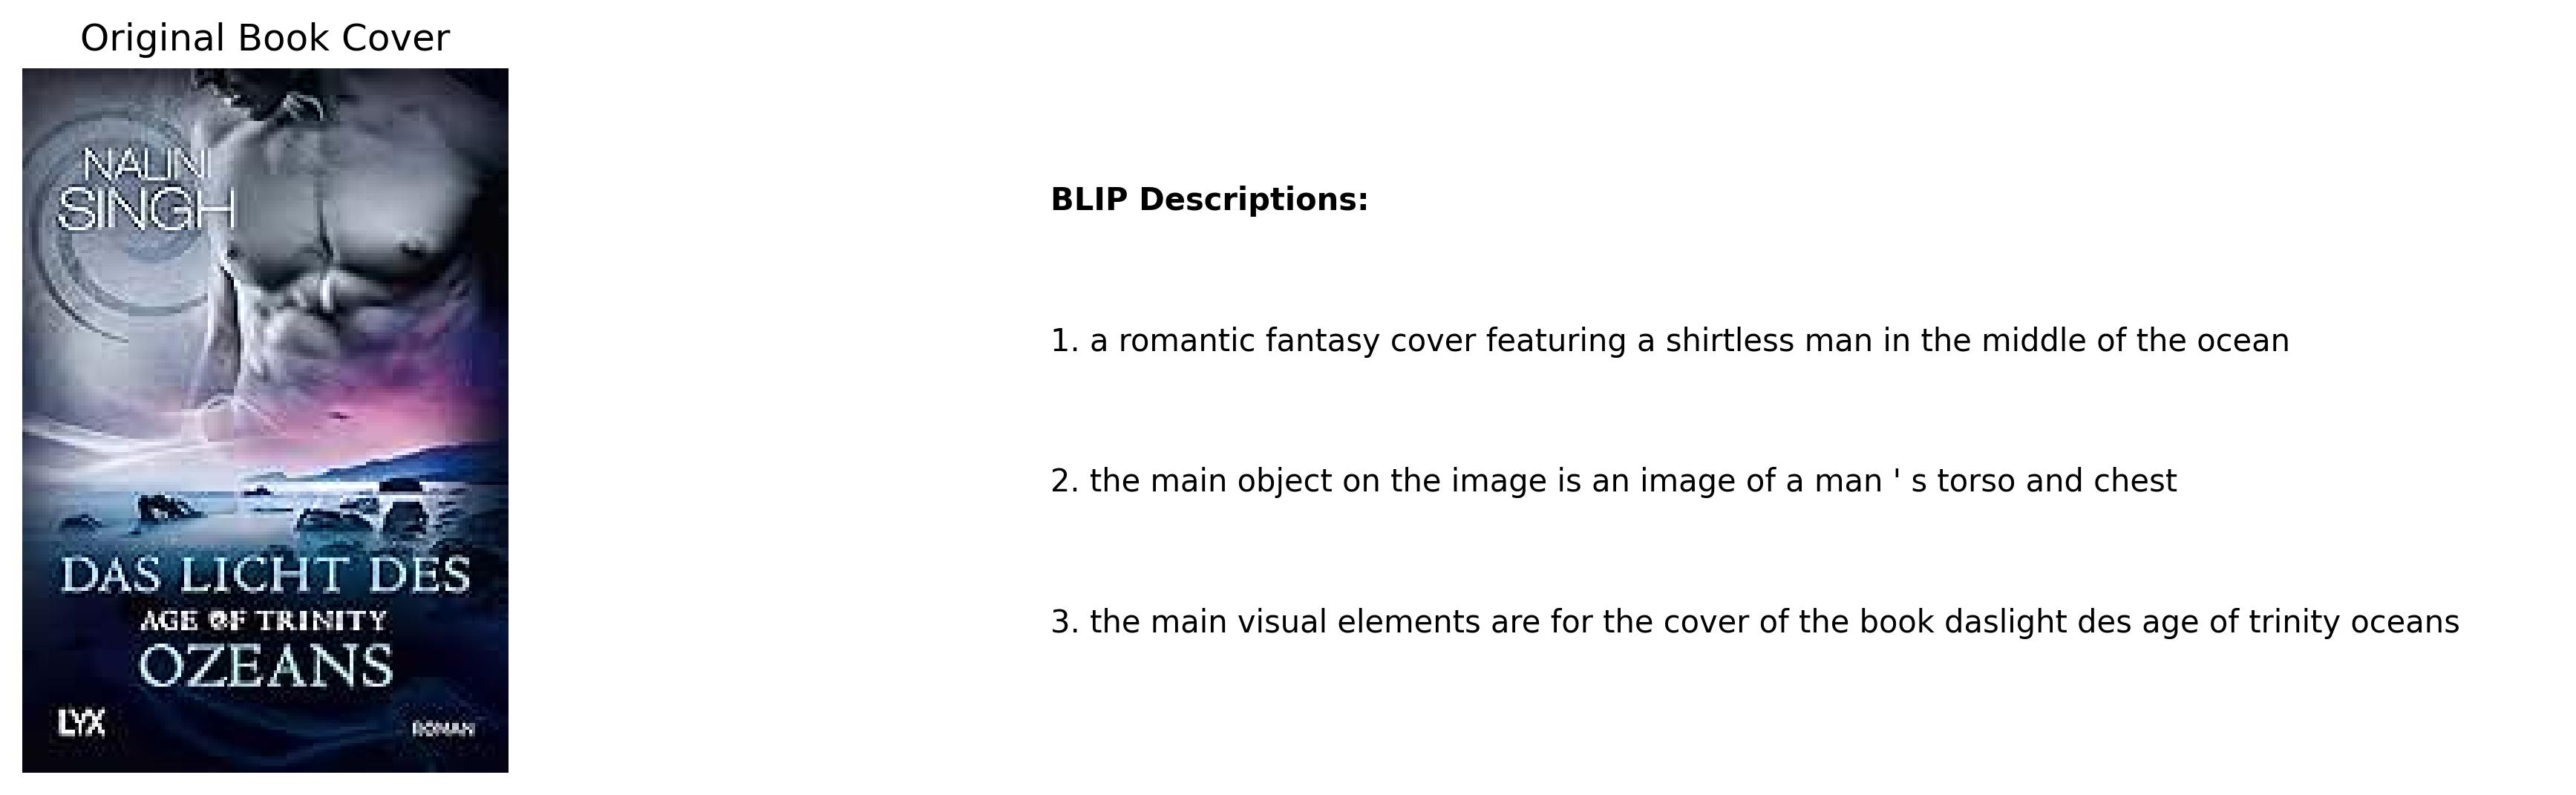 Original Book Cover
NALINI
SINGH
DAS LICHT DES
AGE OF TRINITY
OZEANS
LYX
ROMAN
BLIP Descriptions:
1. a romantic fantasy cover featuring a shirtless man in the middle of the ocean
2. the main object on the image is an image of a man ' s torso and chest
3. the main visual elements are for the cover of the book daslight des age of trinity oceans